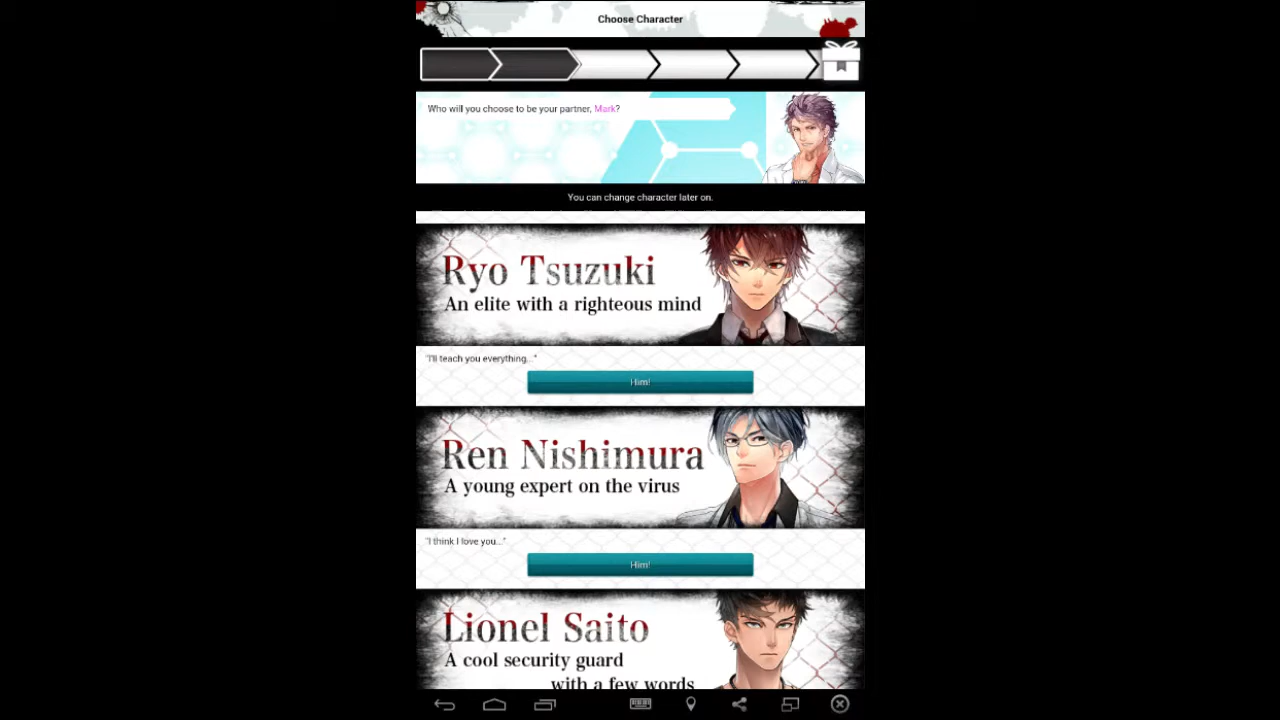 Choose Character
Who will you choose to be your partner, Mark?
You can change character later on.
Ryo Tsuzuki
An elite with a righteous mind
"I'll teach you everything..."
Him!
Ren Nishimura
A young expert on the virus
"I think I love you..."
Him!
Lionel Saito
A cool security guard
with a few words